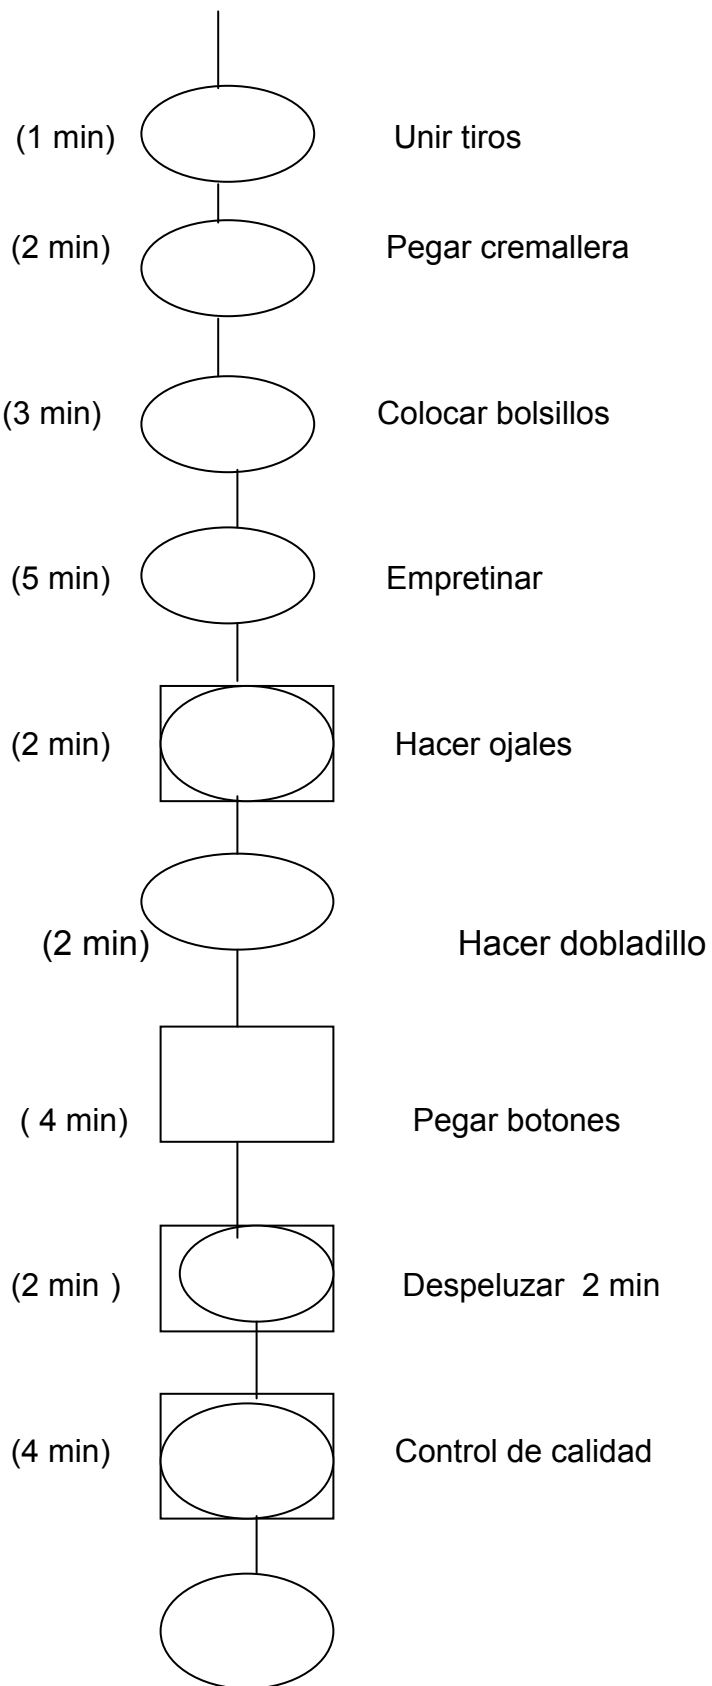 (1 min) Unir tiros
(2 min) Pegar cremallera
(3 min) Colocar bolsillos
(5 min) Empretinar
(2 min) Hacer ojales
(2 min) Hacer dobladillo
( 4 min) Pegar botones
(2 min ) Despeluzar 2 min
(4 min) Control de calidad